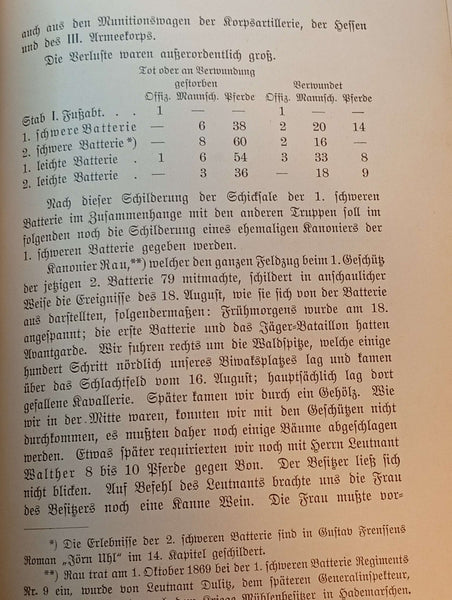 auch aus den Munitionswagen der Korpsartillerie, der Hessen
und des III. Armeekorps.
Die Verluste waren außerordentlich groß.
Tot oder an Verwundung
gestorben Verwundet
Offiz. Mannsch. Pferde Offiz. Mannsch. Pferde
Stab I. Fußabt. . . 1 — — 1 — —
1. schwere Batterie — 6 38 2 20 14
2. schwere Batterie *) — 8 60 2 16 —
1. leichte Batterie . 1 6 54 3 33 8
2. leichte Batterie . — 3 36 — 18 9
Nach dieser Schilderung der Schicksale der 1. schweren
Batterie im Zusammenhange mit den anderen Truppen soll im
folgenden noch die Schilderung eines ehemaligen Kanoniers der
1. schweren Batterie gegeben werden.
Kanonier Rau,**) welcher den ganzen Feldzug beim 1. Geschütz
der jetzigen 2. Batterie 79 mitmachte, schildert in anschaulicher
Weise die Ereignisse des 18. August, wie sie sich von der Batterie
aus darstellten, folgendermaßen: Frühmorgens wurde am 18.
angespannt; die erste Batterie und das Jäger-Bataillon hatten
Avantgarde. Wir fuhren rechts um die Waldspitze, welche einige
hundert Schritt nördlich unseres Biwaksplatzes lag und kamen
über das Schlachtfeld vom 16. August; hauptsächlich lag dort
gefallene Kavallerie. Später kamen wir durch ein Gehölz. Wie
wir in der Mitte waren, konnten wir mit den Geschützen nicht
durchkommen, es mußten daher noch einige Bäume abgeschlagen
werden. Etwas später requirierten wir noch mit Herrn Leutnant
Walther 8 bis 10 Pferde gegen Bon. Der Besitzer ließ sich
nicht blicken. Auf Befehl des Leutnants brachte uns die Frau
des Besitzers noch eine Kanne Wein. Die Frau mußte vor-
*) Die Erlebnisse der 2. schweren Batterie sind in Gustav Frenssens
Roman „Jörn Uhl“ im 14. Kapitel geschildert.
**) Rau trat am 1. Oktober 1869 bei der 1. schweren Batterie Regiments
Nr. 9 ein, wurde von Leutnant Dulitz, dem späteren Generalinspekteur,
dem Kriege Mühlenbesitzer in Hademarschen.